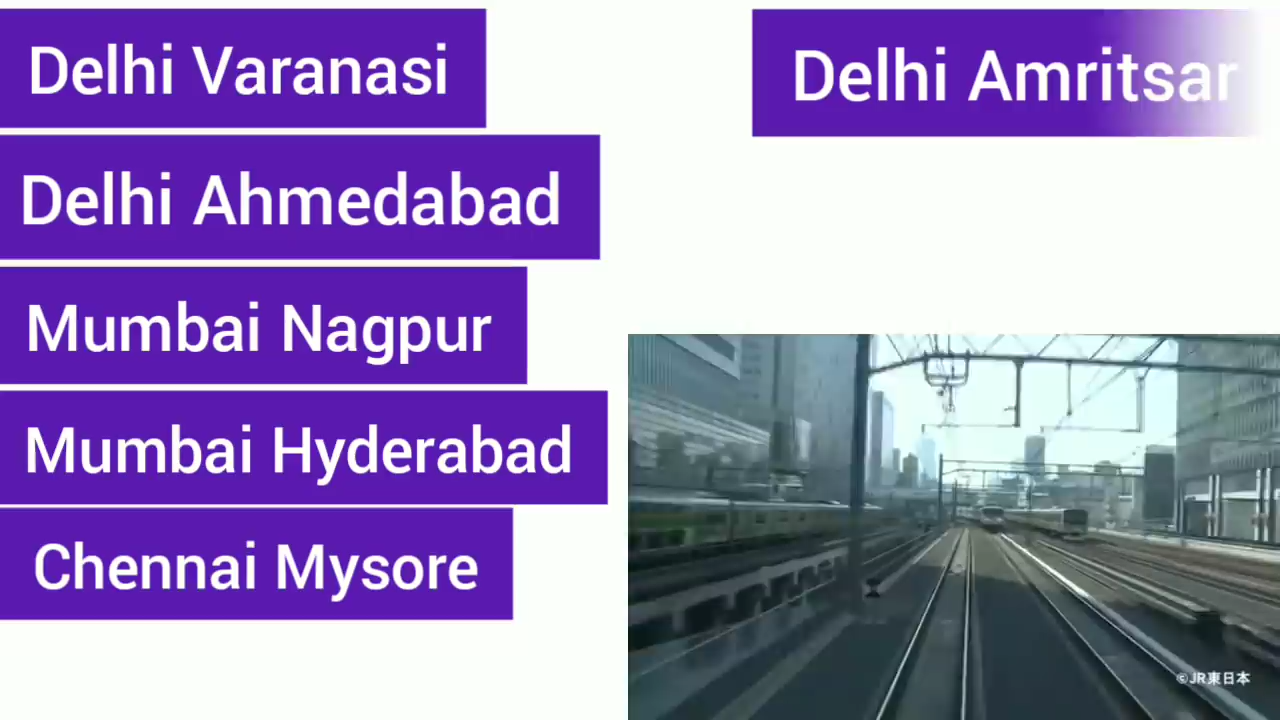 Delhi Varanasi
Delhi Ahmedabad
Mumbai Nagpur
Mumbai Hyderabad
Chennai Mysore
Delhi Amritsar
©JR東日本